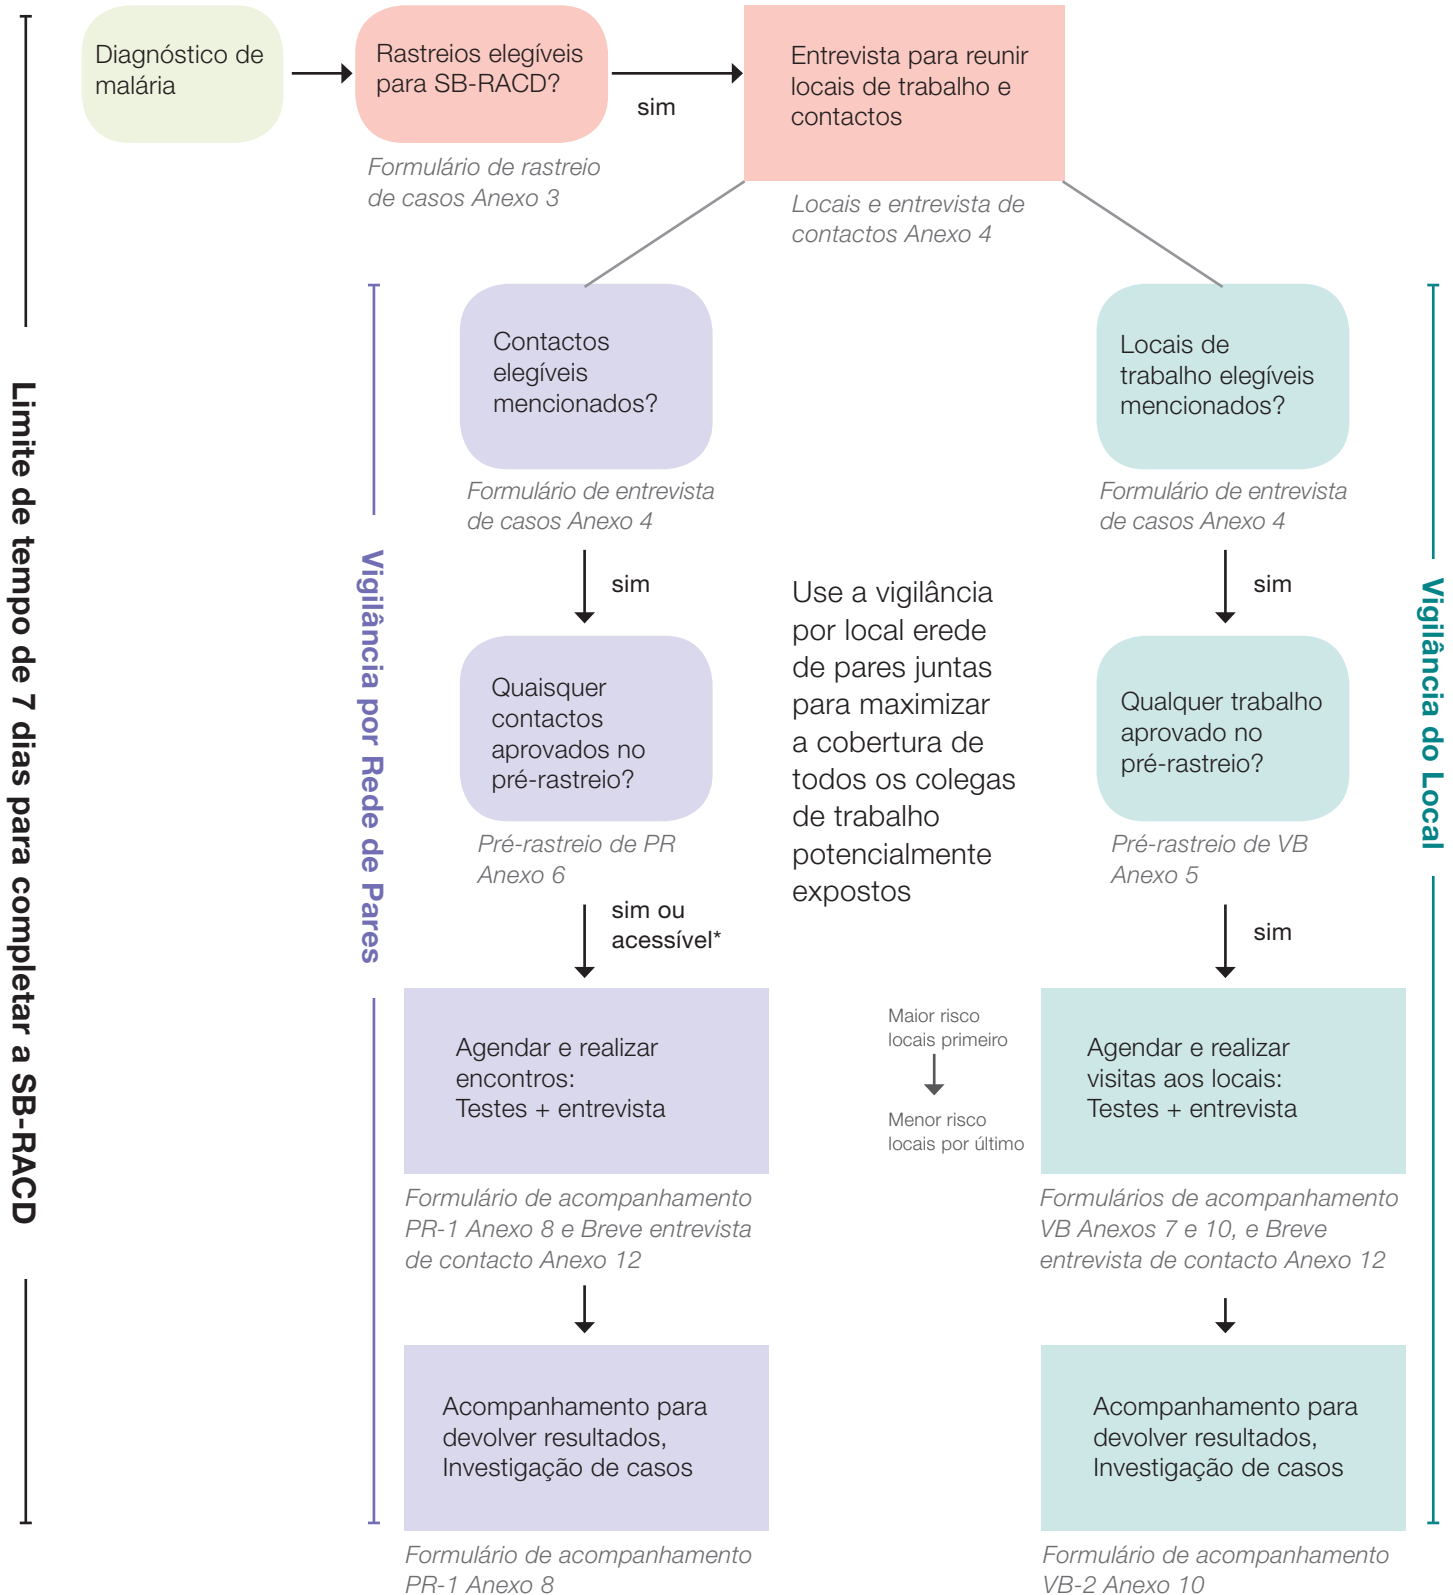 Diagnóstico de
malária
Rastreios elegíveis
para SB-RACD?
sim
Entrevista para reunir
locais de trabalho e
contactos
Formulário de rastreio
de casos Anexo 3
Locais e entrevista de
contactos Anexo 4
Limite de tempo de 7 dias para completar a SB-RACD
Vigilância por Rede de Pares
Contactos
elegíveis
mencionados?
Formulário de entrevista
de casos Anexo 4
sim
Quaisquer
contactos
aprovados no
pré-rastreio?
Pré-rastreio de PR
Anexo 6
sim ou
acessível*
Agendar e realizar
encontros:
Testes + entrevista
Formulário de acompanhamento
PR-1 Anexo 8 e Breve entrevista
de contacto Anexo 12
Acompanhamento para
devolver resultados,
Investigação de casos
Formulário de acompanhamento
PR-1 Anexo 8
Use a vigilância
por local erede
de pares juntas
para maximizar
a cobertura de
todos os colegas
de trabalho
potencialmente
expostos
Maior risco
locais primeiro
Menor risco
locais por último
Locais de
trabalho elegíveis
mencionados?
Formulário de entrevista
de casos Anexo 4
sim
Qualquer trabalho
aprovado no
pré-rastreio?
Pré-rastreio de VB
Anexo 5
sim
Agendar e realizar
visitas aos locais:
Testes + entrevista
Formulários de acompanhamento
VB Anexos 7 e 10, e Breve
entrevista de contacto Anexo 12
Acompanhamento para
devolver resultados,
Investigação de casos
Formulário de acompanhamento
VB-2 Anexo 10
Vigilância do Local